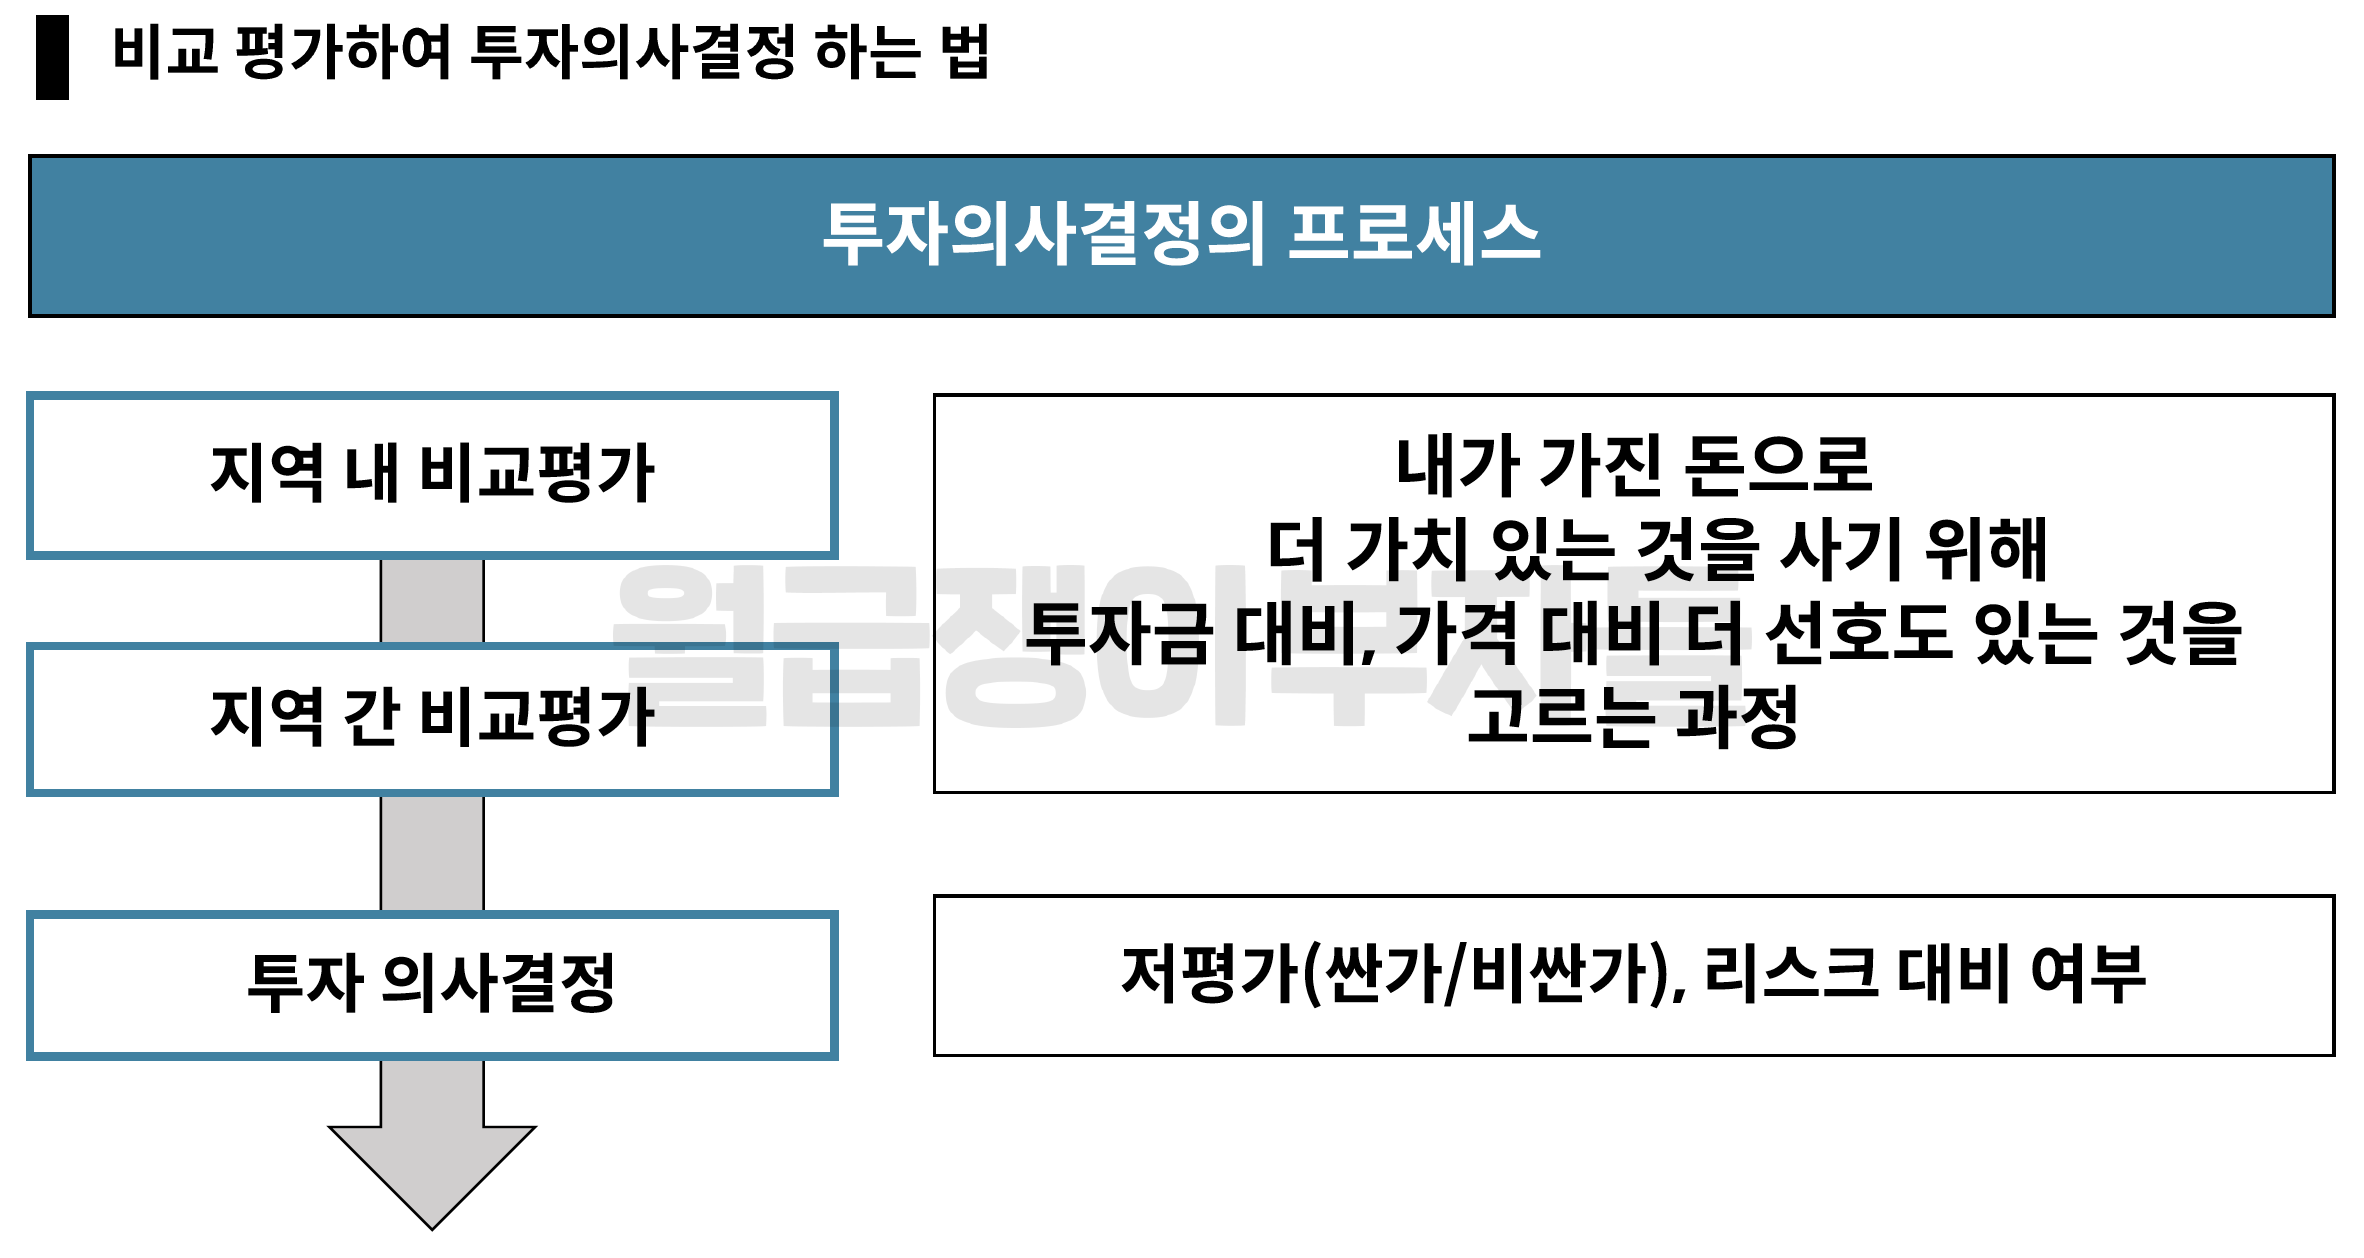 비교 평가하여 투자의사결정 하는 법
투자의사결정의 프로세스
지역 내 비교평가
지역 간 비교평가
투자 의사결정
내가 가진 돈으로
더 가치 있는 것을 사기 위해
투자금 대비, 가격 대비 더 선호도 있는 것을
고르는 과정
저평가(싼가/비싼가), 리스크 대비 여부
월급쟁이부자들